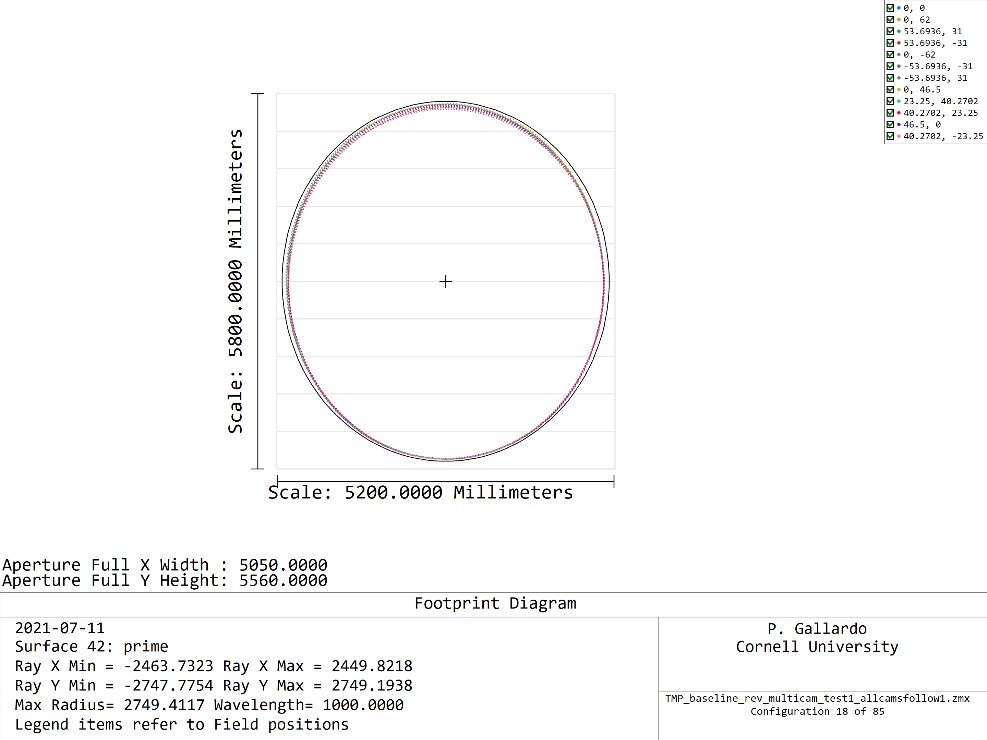 0, 0
0, 62
53.6936, 31
53.6936, -31
0, -62
-53.6936, -31
-53.6936, 31
0, 46.5
23.25, 40.2702
40.2702, 23.25
46.5, 0
40.2702, -23.25
Scale: 5800.0000 Millimeters
Scale: 5200.0000 Millimeters
Aperture Full X Width : 5050.0000
Aperture Full Y Height: 5560.0000
Footprint Diagram
2021-07-11
Surface 42: prime
Ray X Min = -2463.7323 Ray X Max = 2449.8218
Ray Y Min = -2747.7754 Ray Y Max = 2749.1938
Max Radius= 2749.4117 Wavelength= 1000.0000
Legend items refer to Field positions
P. Gallardo
Cornell University
TMP_baseline_rev_multicam_test1_allcamsfollow1.zmx
Configuration 18 of 85